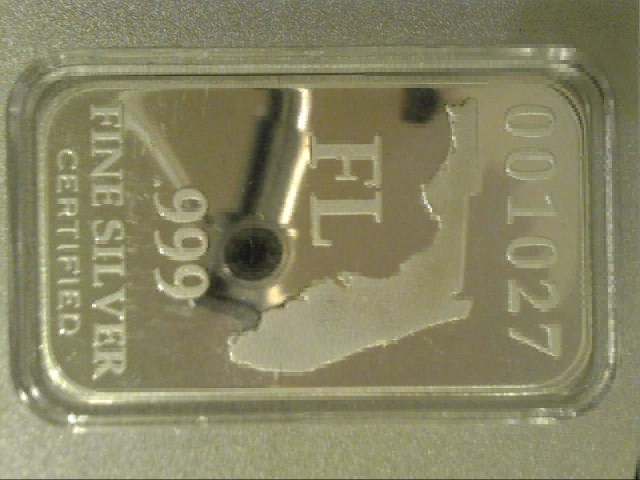 001027
FL
.999
FINE SILVER
CERTIFIED